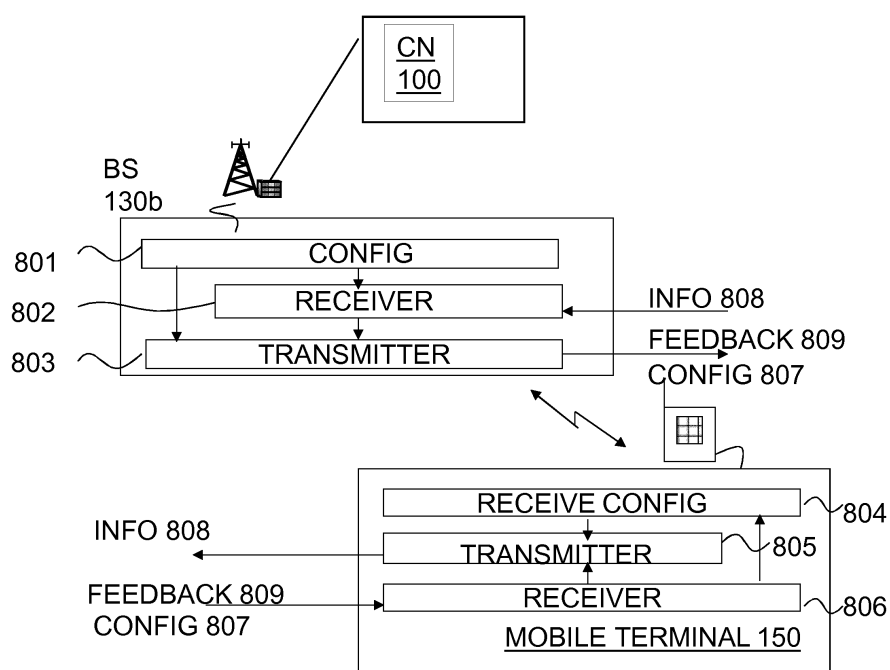 CN
100
BS
130b
801
CONFIG
802
RECEIVER
INFO 808
803
TRANSMITTER
FEEDBACK 809
CONFIG 807
RECEIVE CONFIG
804
INFO 808
TRANSMITTER
805
FEEDBACK 809
CONFIG 807
RECEIVER
806
MOBILE TERMINAL 150